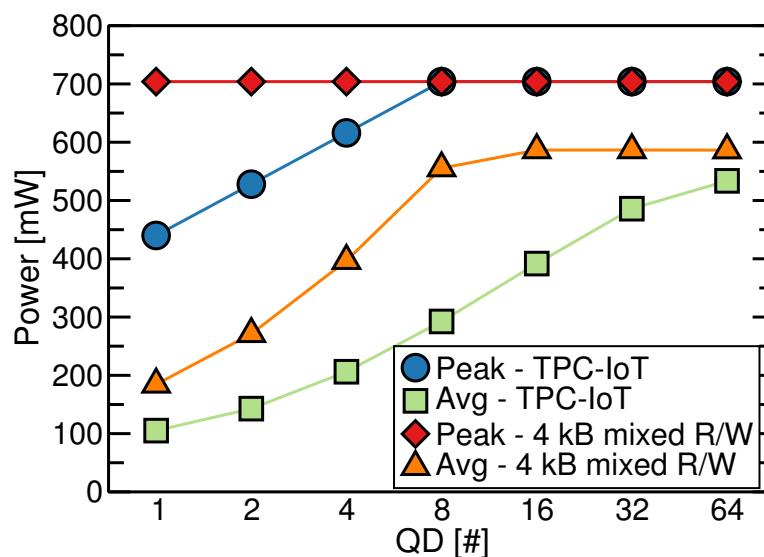 800
700
600
500
400
300
200
100
0
Power [mW]
Peak - TPC-IoT
Avg - TPC-IoT
Peak - 4 kB mixed R/W
Avg - 4 kB mixed R/W
1 2 4 8 16 32 64
QD [#]